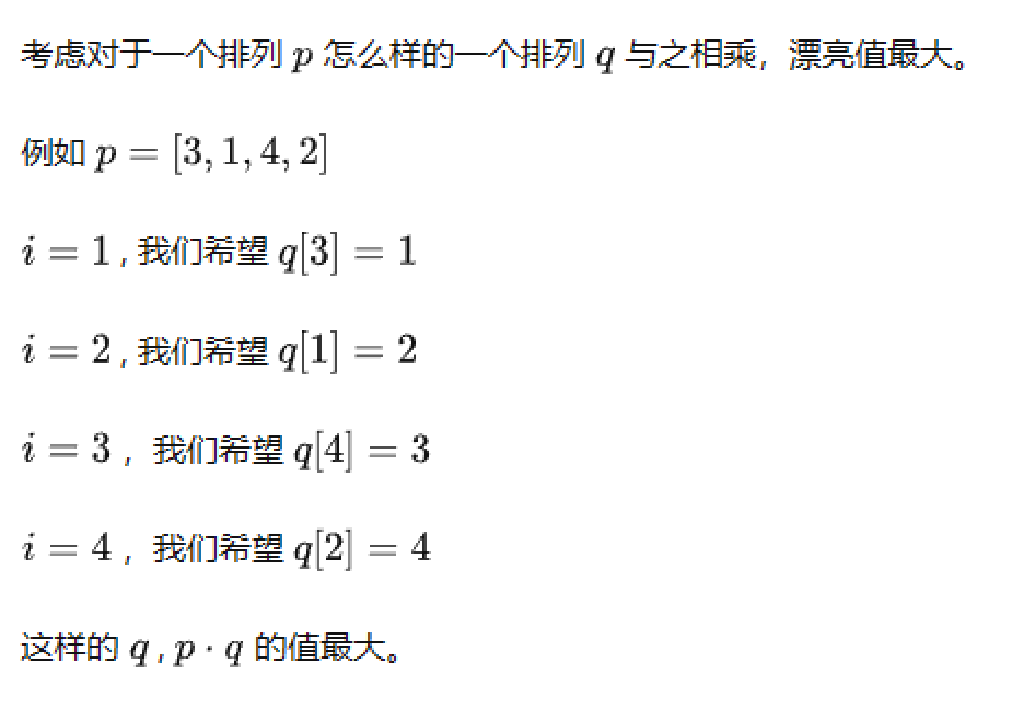 考虑对于一个排列 p 怎么样的一个排列 q 与之相乘，漂亮值最大。
例如 p = [3, 1, 4, 2]
i = 1 , 我们希望 q[3] = 1
i = 2 , 我们希望 q[1] = 2
i = 3 ，我们希望 q[4] = 3
i = 4 ，我们希望 q[2] = 4
这样的 q , p · q 的值最大。